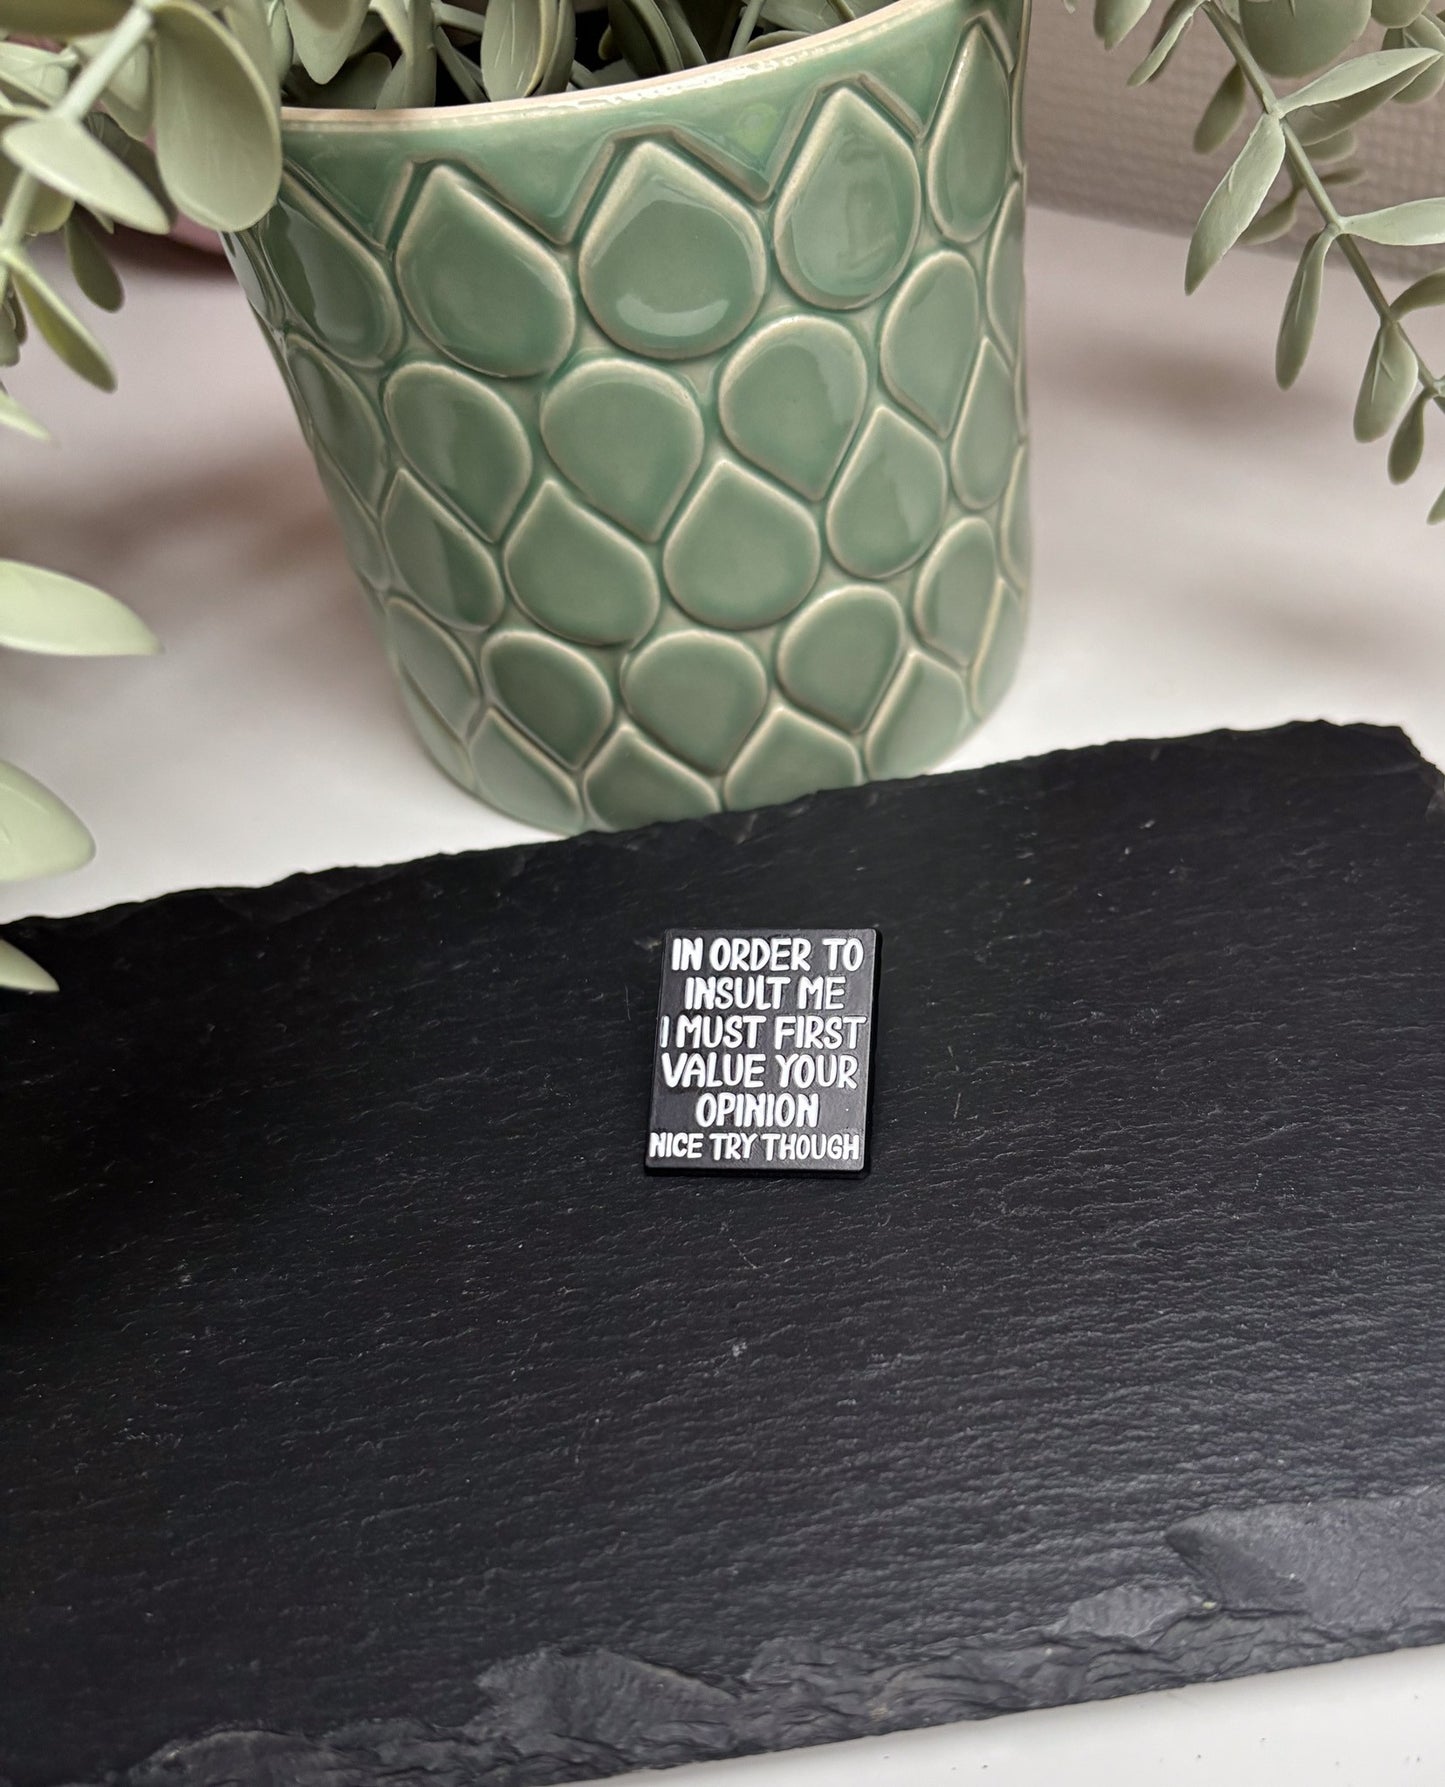 IN ORDER TO
INSULT ME
I MUST FIRST
VALUE YOUR
OPINION
NICE TRY THOUGH